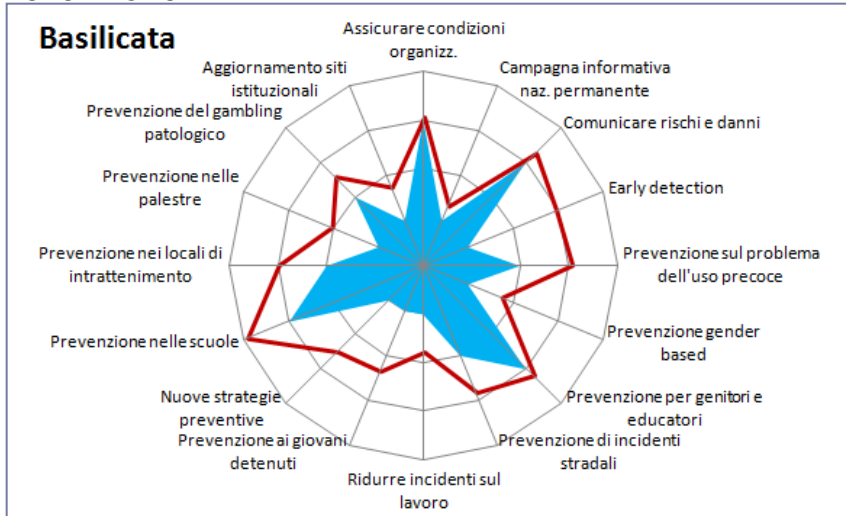 Basilicata
Assicurare condizioni
organizz.
Campagna informativa
naz. permanente
Comunicare rischi e danni
Early detection
Prevenzione sul problema
dell'uso precoce
Prevenzione gender
based
Prevenzione per genitori e
educatori
Prevenzione di incidenti
stradali
Ridurre incidenti sul
lavoro
Prevenzione ai giovani
detenuti
Nuove strategie
preventive
Prevenzione nelle scuole
Prevenzione nei locali di
intrattenimento
Prevenzione nelle
palestre
Prevenzione del gambling
patologico
Aggiornamento siti
istituzionali